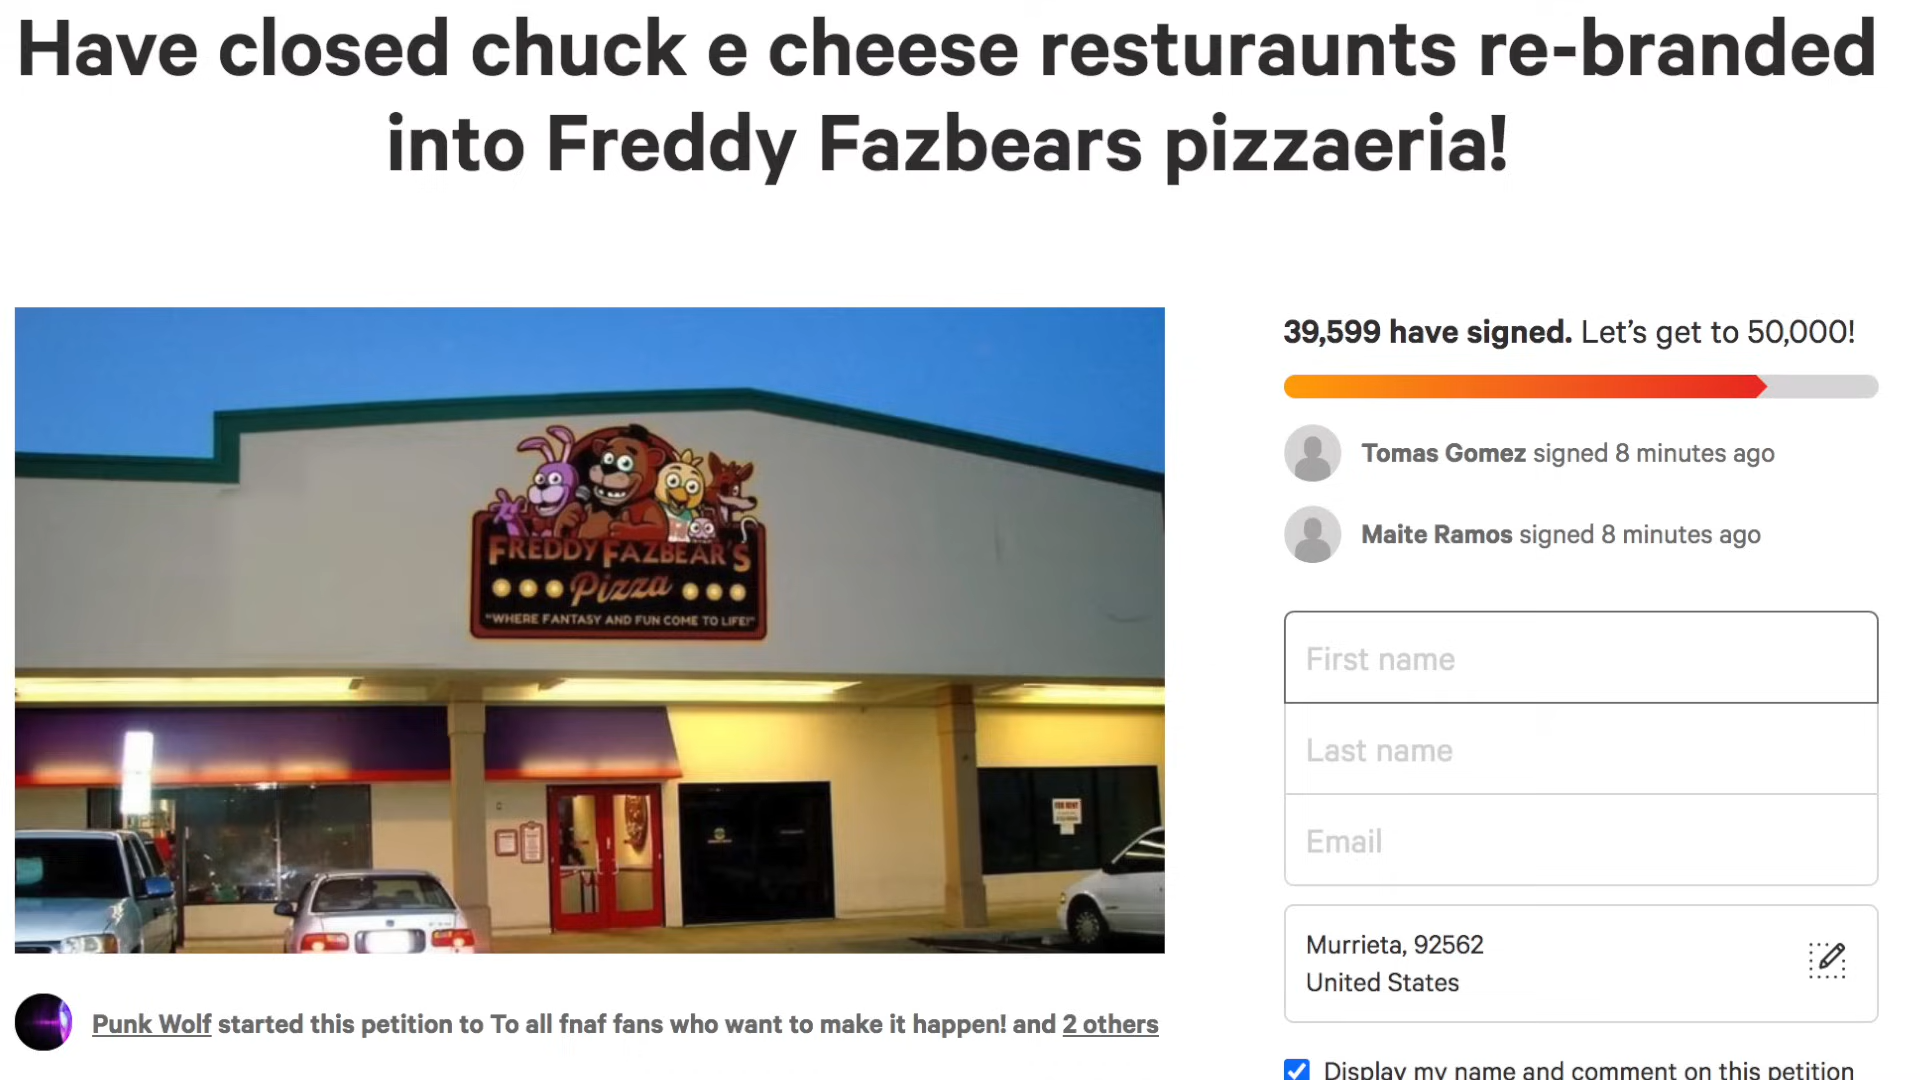 Have closed chuck e cheese resturaunts re-branded
into Freddy Fazbears pizzaeria!
FREDDY FAZBEAR'S
Pizza
"WHERE FANTASY AND FUN COME TO LIFE!"
FOR RENT
Punk Wolf started this petition to To all fnaf fans who want to make it happen! and 2 others
39,599 have signed. Let's get to 50,000!
Tomas Gomez signed 8 minutes ago
Maite Ramos signed 8 minutes ago
First name
Last name
Email
Murrieta, 92562
United States
Display my name and comment on this petition